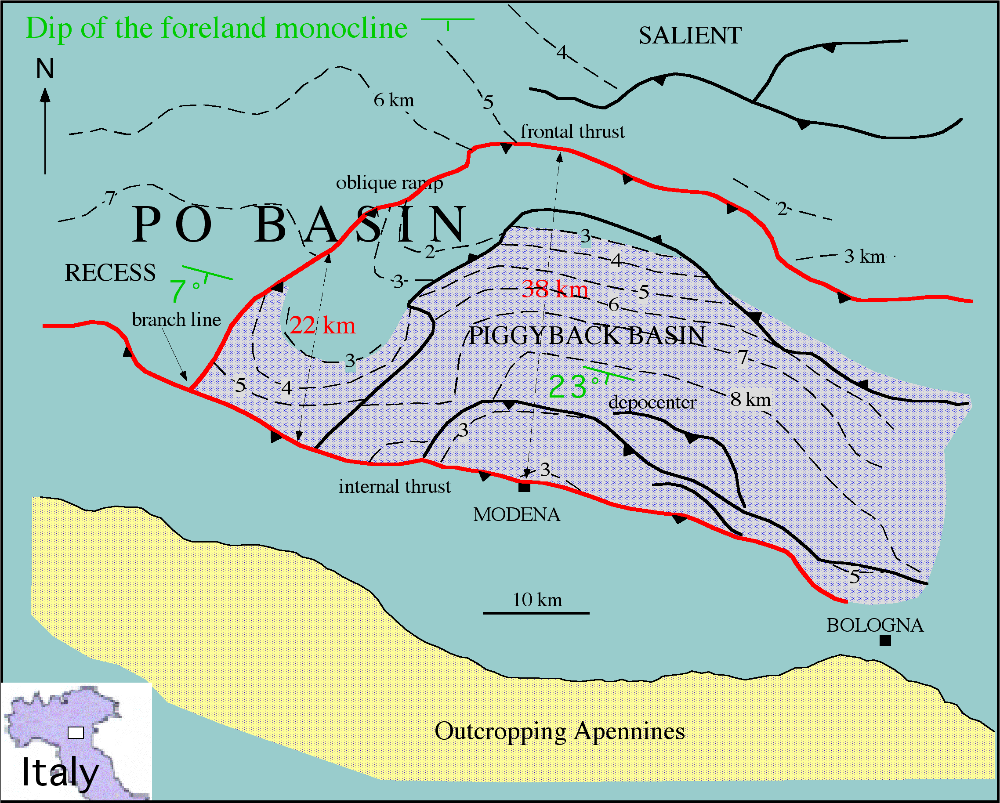 Dip of the foreland monocline
SALIENT
4
N
6 km
5
frontal thrust
oblique ramp
7
2
PO BASIN
3
2
4
3 km
RECESS
7°
3
38 km
5
6
branch line
22 km
PIGGYBACK BASIN
7
3
5
4
23°
depocenter
8 km
3
3
internal thrust
MODENA
5
10 km
BOLOGNA
Outcropping Apennines
Italy